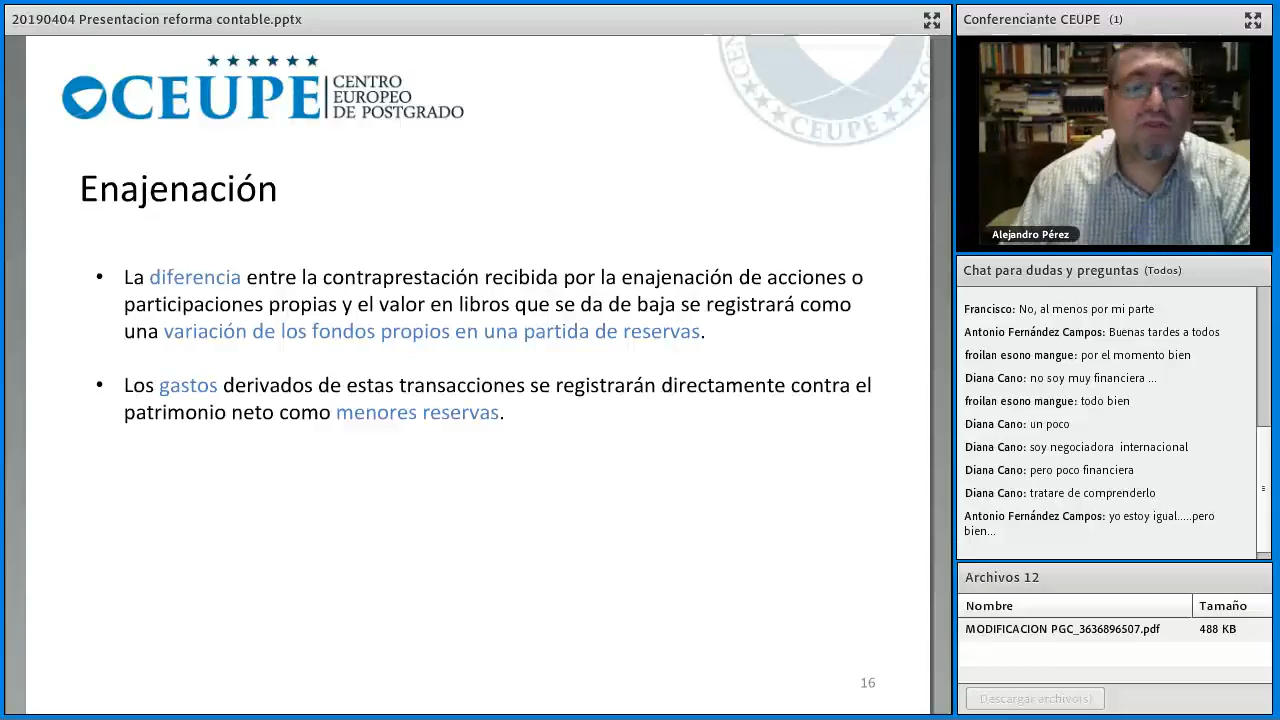 20190404 Presentacion reforma contable.pptx
CEUPE
CENTRO
EUROPEO
DE POSTGRADO
CEUPE
Enajenación
• La diferencia entre la contraprestación recibida por la enajenación de acciones o
participaciones propias y el valor en libros que se da de baja se registrará como
una variación de los fondos propios en una partida de reservas.
• Los gastos derivados de estas transacciones se registrarán directamente contra el
patrimonio neto como menores reservas.
16
Conferenciante CEUPE (1)
Alejandro Pérez
Chat para dudas y preguntas (Todos)
Francisco: No, al menos por mi parte
Antonio Fernández Campos: Buenas tardes a todos
froilan esono mangue: por el momento bien
Diana Cano: no soy muy financiera ...
froilan esono mangue: todo bien
Diana Cano: un poco
Diana Cano: soy negociadora internacional
Diana Cano: pero poco financiera
Diana Cano: tratare de comprenderlo
Antonio Fernández Campos: yo estoy igual.....pero
bien...
Archivos 12
Nombre Tamaño
MODIFICACION PGC_3636896507.pdf 488 KB
Descargar archivo(s)